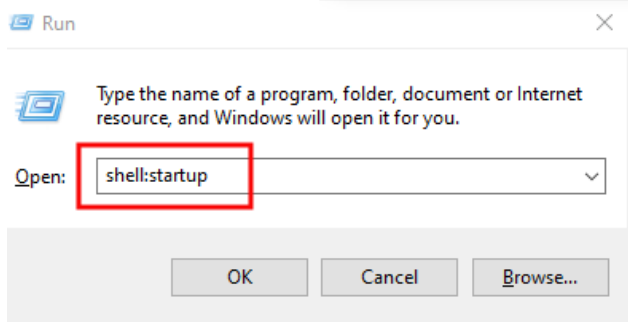 Run
Type the name of a program, folder, document or Internet
resource, and Windows will open it for you.
Open: shell:startup
OK Cancel Browse...